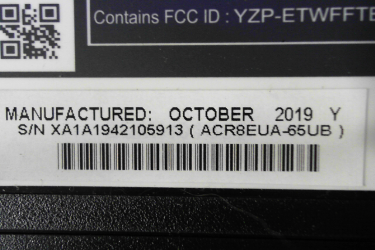 Contains FCC ID : YZP-ETWFFTE
MANUFACTURED: OCTOBER 2019 Y
S/N XA1A1942105913 ( ACR8EUA-65UB )